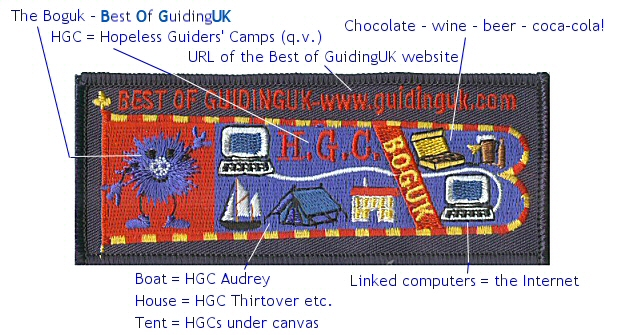 The Boguk - Best Of GuidingUK
HGC = Hopeless Guiders' Camps (q.v.)
Chocolate - wine - beer - coca-cola!
URL of the Best of GuidingUK website
BEST OF GUIDINGUK-www.guidinguk.com
H.G.C.
BOGUK
Boat = HGC Audrey
House = HGC Thirtover etc.
Tent = HGCs under canvas
Linked computers = the Internet